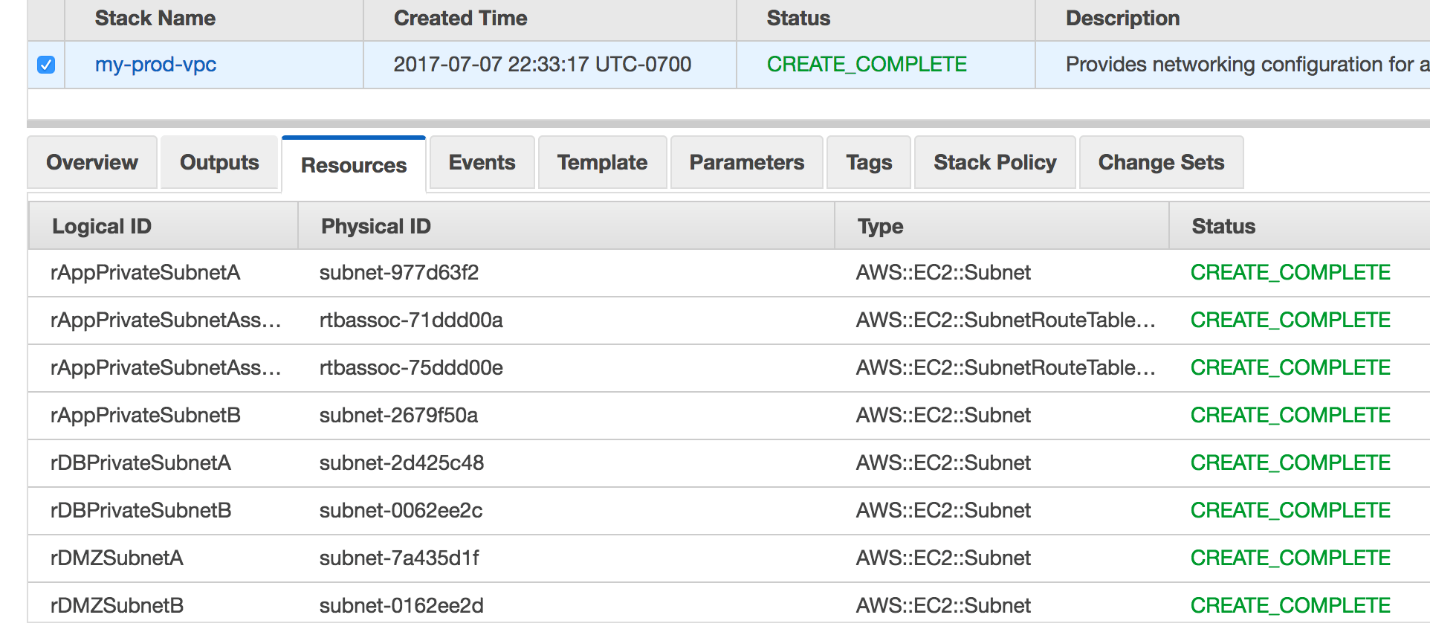 Stack Name Created Time Status Description
my-prod-vpc 2017-07-07 22:33:17 UTC-0700 CREATE_COMPLETE Provides networking configuration for a
Overview Outputs Resources Events Template Parameters Tags Stack Policy Change Sets
Logical ID Physical ID Type Status
rAppPrivateSubnetA subnet-977d63f2 AWS::EC2::Subnet CREATE_COMPLETE
rAppPrivateSubnetAss... rtbassoc-71ddd00a AWS::EC2::SubnetRouteTable... CREATE_COMPLETE
rAppPrivateSubnetAss... rtbassoc-75ddd00e AWS::EC2::SubnetRouteTable... CREATE_COMPLETE
rAppPrivateSubnetB subnet-2679f50a AWS::EC2::Subnet CREATE_COMPLETE
rDBPrivateSubnetA subnet-2d425c48 AWS::EC2::Subnet CREATE_COMPLETE
rDBPrivateSubnetB subnet-0062ee2c AWS::EC2::Subnet CREATE_COMPLETE
rDMZSubnetA subnet-7a435d1f AWS::EC2::Subnet CREATE_COMPLETE
rDMZSubnetB subnet-0162ee2d AWS::EC2::Subnet CREATE_COMPLETE